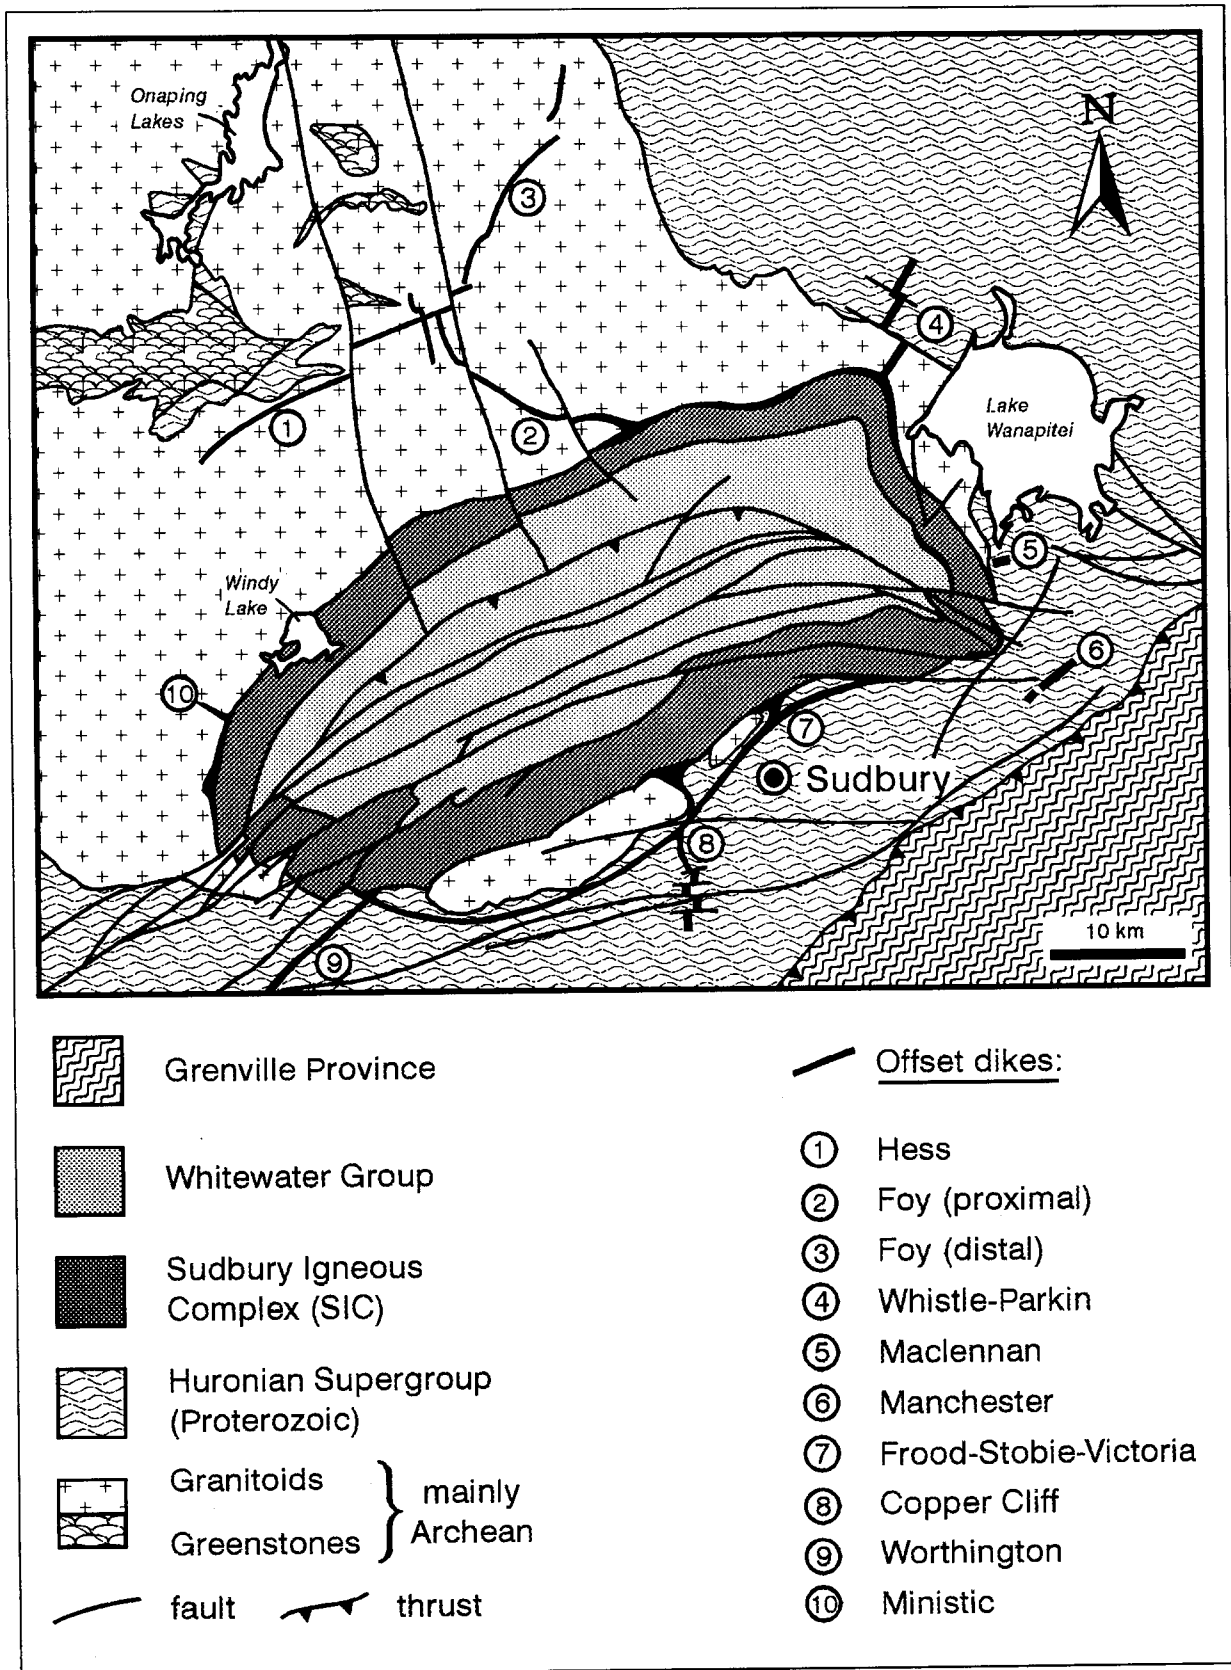 Onaping
Lakes
N
3
4
Lake
Wanapitei
1
2
5
Windy
Lake
6
10
7
Sudbury
8
10 km
9
Grenville Province
Whitewater Group
Sudbury Igneous
Complex (SIC)
Huronian Supergroup
(Proterozoic)
Granitoids
Greenstones
mainly
Archean
fault
thrust
Offset dikes:
1 Hess
2 Foy (proximal)
3 Foy (distal)
4 Whistle-Parkin
5 Maclennan
6 Manchester
7 Frood-Stobie-Victoria
8 Copper Cliff
9 Worthington
10 Ministic